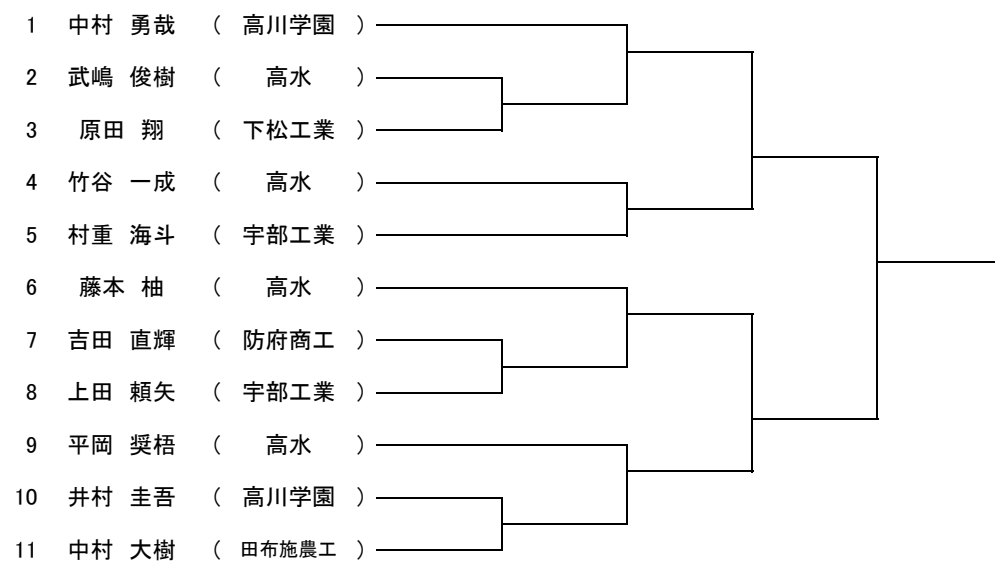 1 中村 勇哉 ( 高川学園 )
2 武嶋 俊樹 ( 高水 )
3 原田 翔 ( 下松工業 )
4 竹谷 一成 ( 高水 )
5 村重 海斗 ( 宇部工業 )
6 藤本 柚 ( 高水 )
7 吉田 直輝 ( 防府商工 )
8 上田 頼矢 ( 宇部工業 )
9 平岡 奨梧 ( 高水 )
10 井村 圭吾 ( 高川学園 )
11 中村 大樹 ( 田布施農工 )